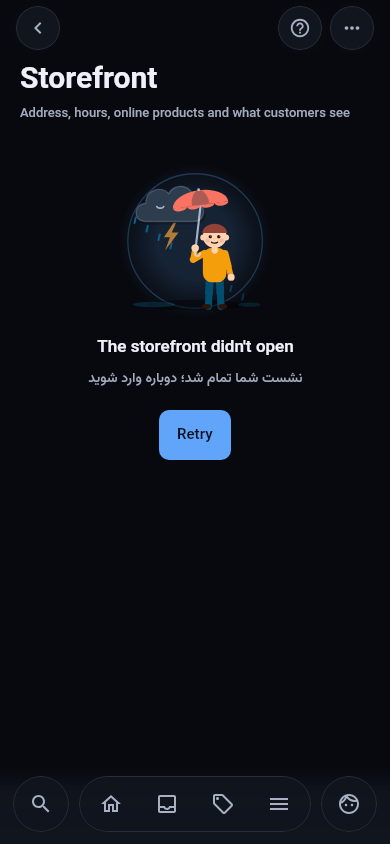 Storefront
Address, hours, online products and what customers see
The storefront didn't open
نشست شما تمام شد؛ دوباره وارد شوید
Retry